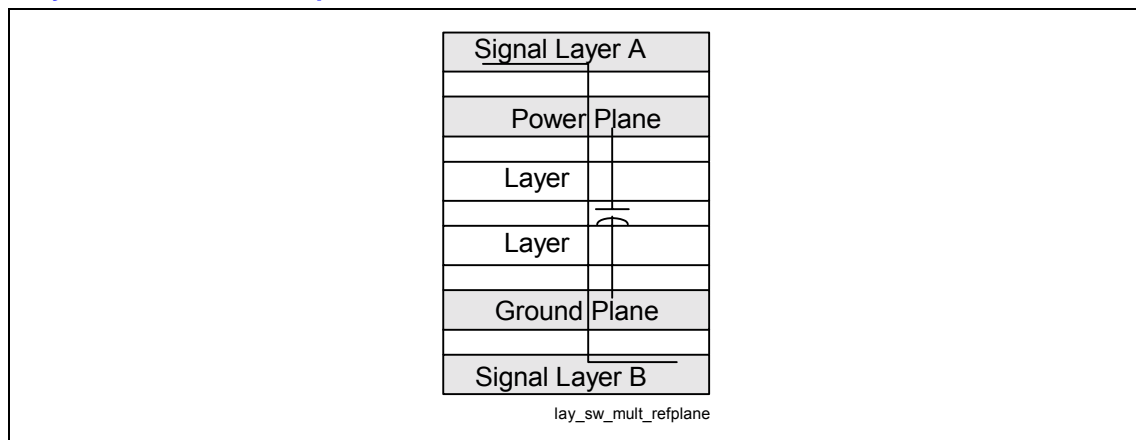 Signal Layer A
Power Plane
Layer
Layer
Ground Plane
Signal Layer B
lay_sw_mult_refplane